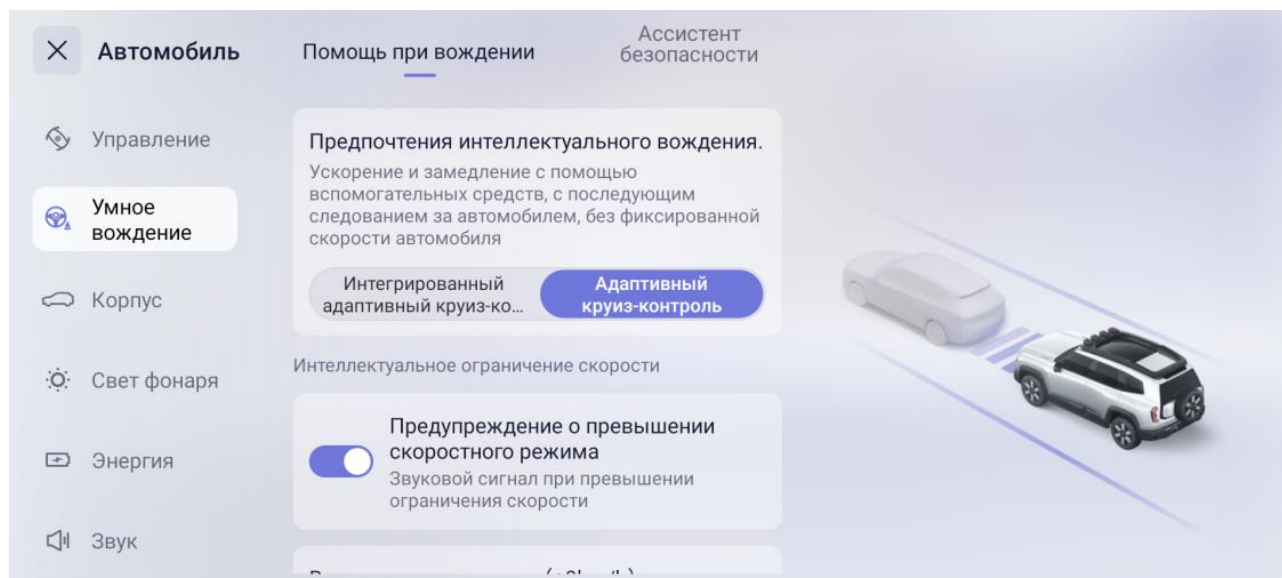 Автомобиль
Помощь при вождении
Ассистент
безопасности
Управление
Умное
вождение
Корпус
Свет фонаря
Энергия
Звук
Предпочтения интеллектуального вождения.
Ускорение и замедление с помощью
вспомогательных средств, с последующим
следованием за автомобилем, без фиксированной
скорости автомобиля
Интегрированный
адаптивный круиз-ко...
Адаптивный
круиз-контроль
Интеллектуальное ограничение скорости
Предупреждение о превышении
скоростного режима
Звуковой сигнал при превышении
ограничения скорости